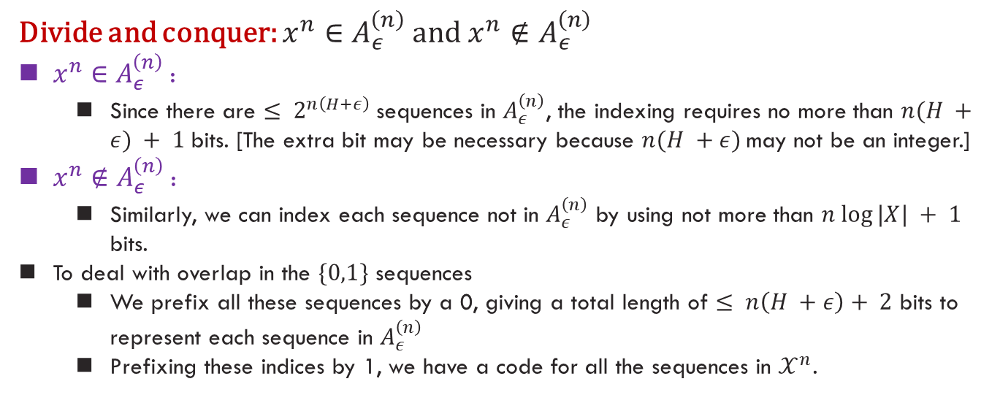 Divide and conquer: $x^n \in A_\epsilon^{(n)}$ and $x^n \notin A_\epsilon^{(n)}$
■ $x^n \in A_\epsilon^{(n)}$ :
■ Since there are $\leq 2^{n(H+\epsilon)}$ sequences in $A_\epsilon^{(n)}$, the indexing requires no more than $n(H +$
$\epsilon) + 1$ bits. [The extra bit may be necessary because $n(H + \epsilon)$ may not be an integer.]
■ $x^n \notin A_\epsilon^{(n)}$ :
■ Similarly, we can index each sequence not in $A_\epsilon^{(n)}$ by using not more than $n \log|X| + 1$
bits.
■ To deal with overlap in the {0,1} sequences
■ We prefix all these sequences by a 0, giving a total length of $\leq n(H + \epsilon) + 2$ bits to
represent each sequence in $A_\epsilon^{(n)}$
■ Prefixing these indices by 1, we have a code for all the sequences in $\mathcal{X}^n$.